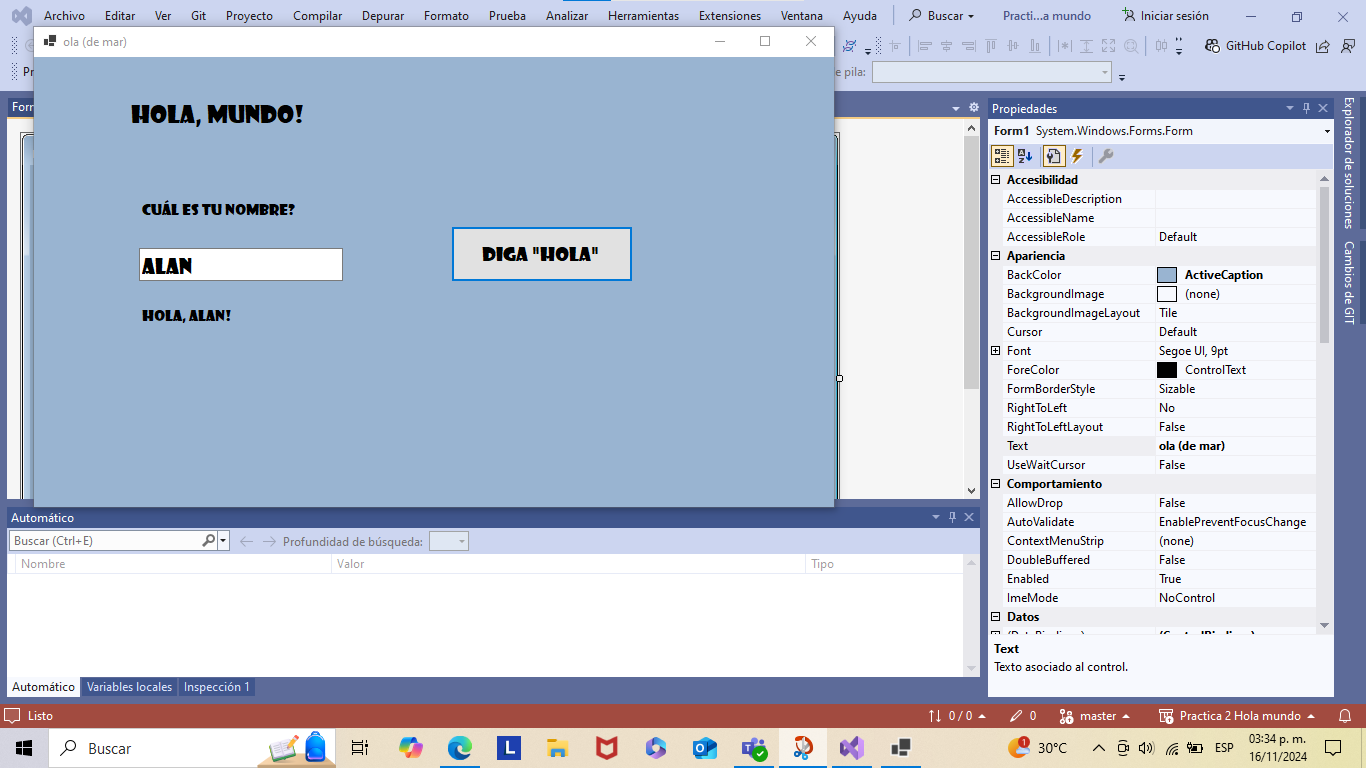 Archivo Editar Ver Git Proyecto Compilar Depurar Formato Prueba Analizar Herramientas Extensiones Ventana Ayuda Buscar Practi...a mundo Iniciar sesión
ola (de mar)
GitHub Copilot
e pila:
HOLA, MUNDO!
CUÁL ES TU NOMBRE?
ALAN
DIGA "HOLA"
HOLA, ALAN!
Propiedades
Form1 System.Windows.Forms.Form
Accesibilidad
AccessibleDescription
AccessibleName
AccessibleRole Default
Apariencia
BackColor ActiveCaption
BackgroundImage (none)
BackgroundImageLayout Tile
Cursor Default
Font Segoe UI, 9pt
ForeColor ControlText
FormBorderStyle Sizable
RightToLeft No
RightToLeftLayout False
Text ola (de mar)
UseWaitCursor False
Comportamiento
AllowDrop False
AutoValidate EnablePreventFocusChange
ContextMenuStrip (none)
DoubleBuffered False
Enabled True
ImeMode NoControl
Datos
Text
Texto asociado al control.
Explorador de soluciones
Cambios de GIT
Automático
Buscar (Ctrl+E) Profundidad de búsqueda:
Nombre Valor Tipo
Automático Variables locales Inspección 1
Listo 0 / 0 0 master Practica 2 Hola mundo
Buscar 1 30°C ESP 03:34 p. m.
16/11/2024